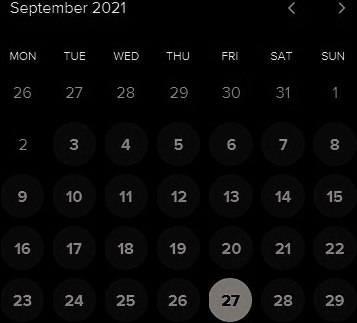 September 2021
MON TUE WED THU FRI SAT SUN
26 27 28 29 30 31 1
2 3 4 5 6 7 8
9 10 11 12 13 14 15
16 17 18 19 20 21 22
23 24 25 26 27 28 29